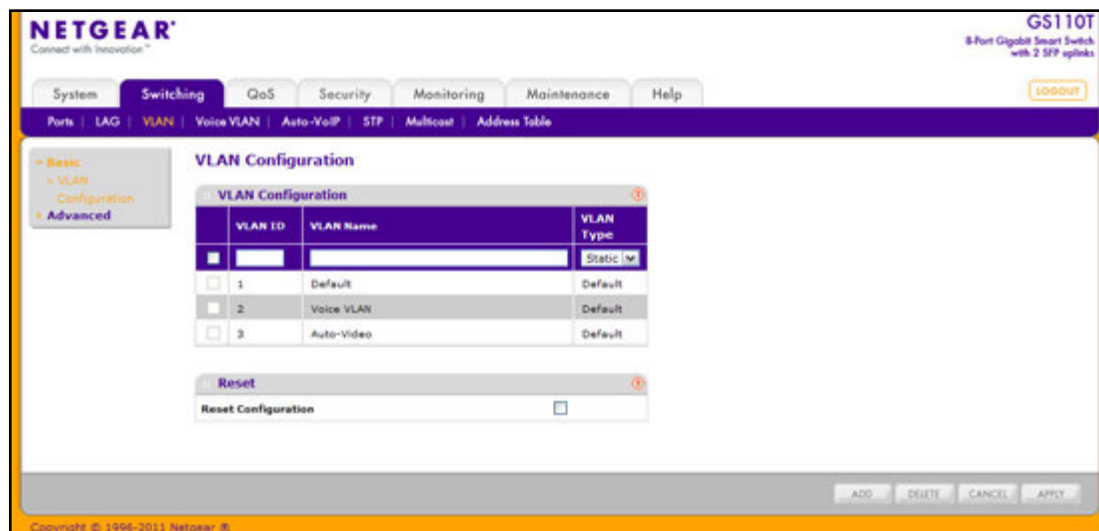 NETGEAR®
Connect with Innovation™
GS110T
8-Port Gigabit Smart Switch
with 2 SFP uplinks
System Switching QoS Security Monitoring Maintenance Help LOGOUT
Ports | LAG | VLAN | Voice VLAN | Auto-VoIP | STP | Multicast | Address Table
Basic
VLAN
Configuration
Advanced
VLAN Configuration
VLAN Configuration
VLAN ID VLAN Name VLAN Type
Static
1 Default Default
2 Voice VLAN Default
3 Auto-Video Default
Reset
Reset Configuration
ADD DELETE CANCEL APPLY
Copyright © 1996-2011 Netgear ®